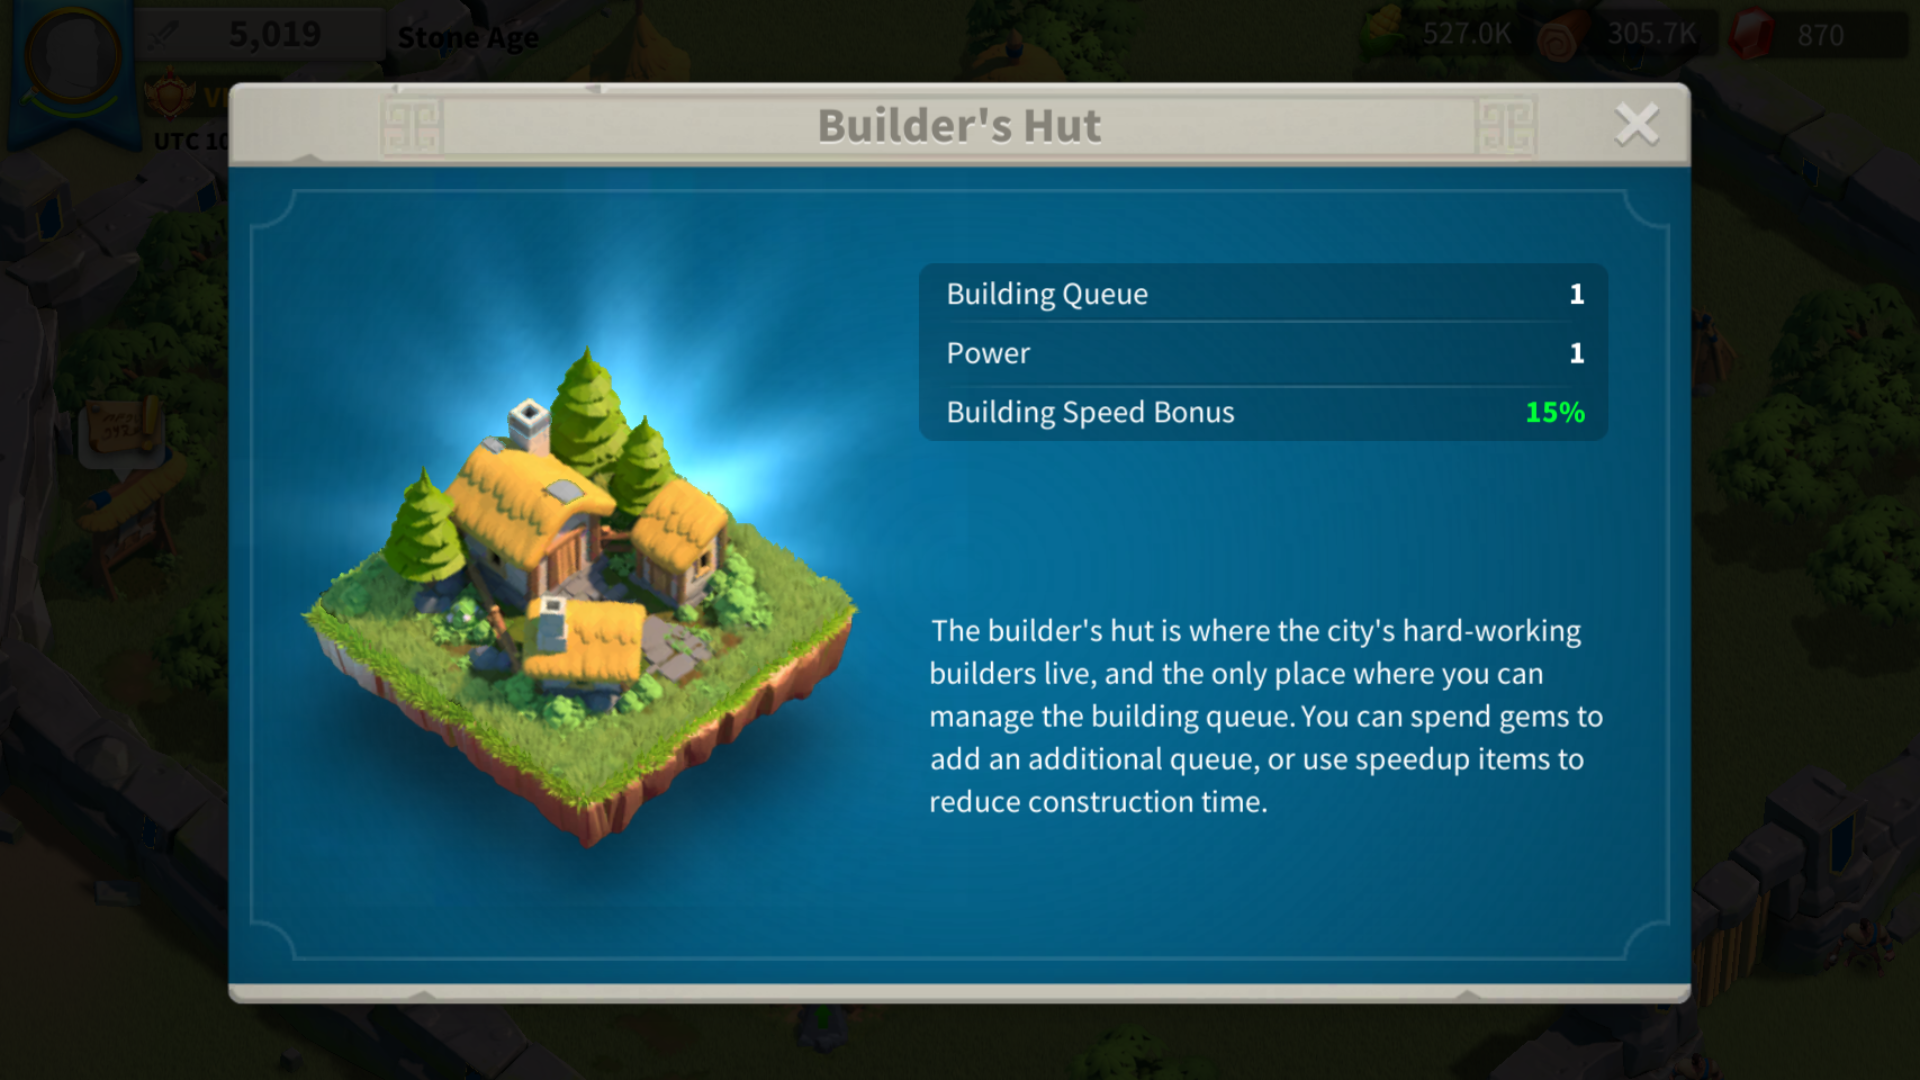 5,019
Stone Age
527.0K
305.7K
870
UTC 10
Builder's Hut
Building Queue 1
Power 1
Building Speed Bonus 15%
The builder's hut is where the city's hard-working
builders live, and the only place where you can
manage the building queue. You can spend gems to
add an additional queue, or use speedup items to
reduce construction time.